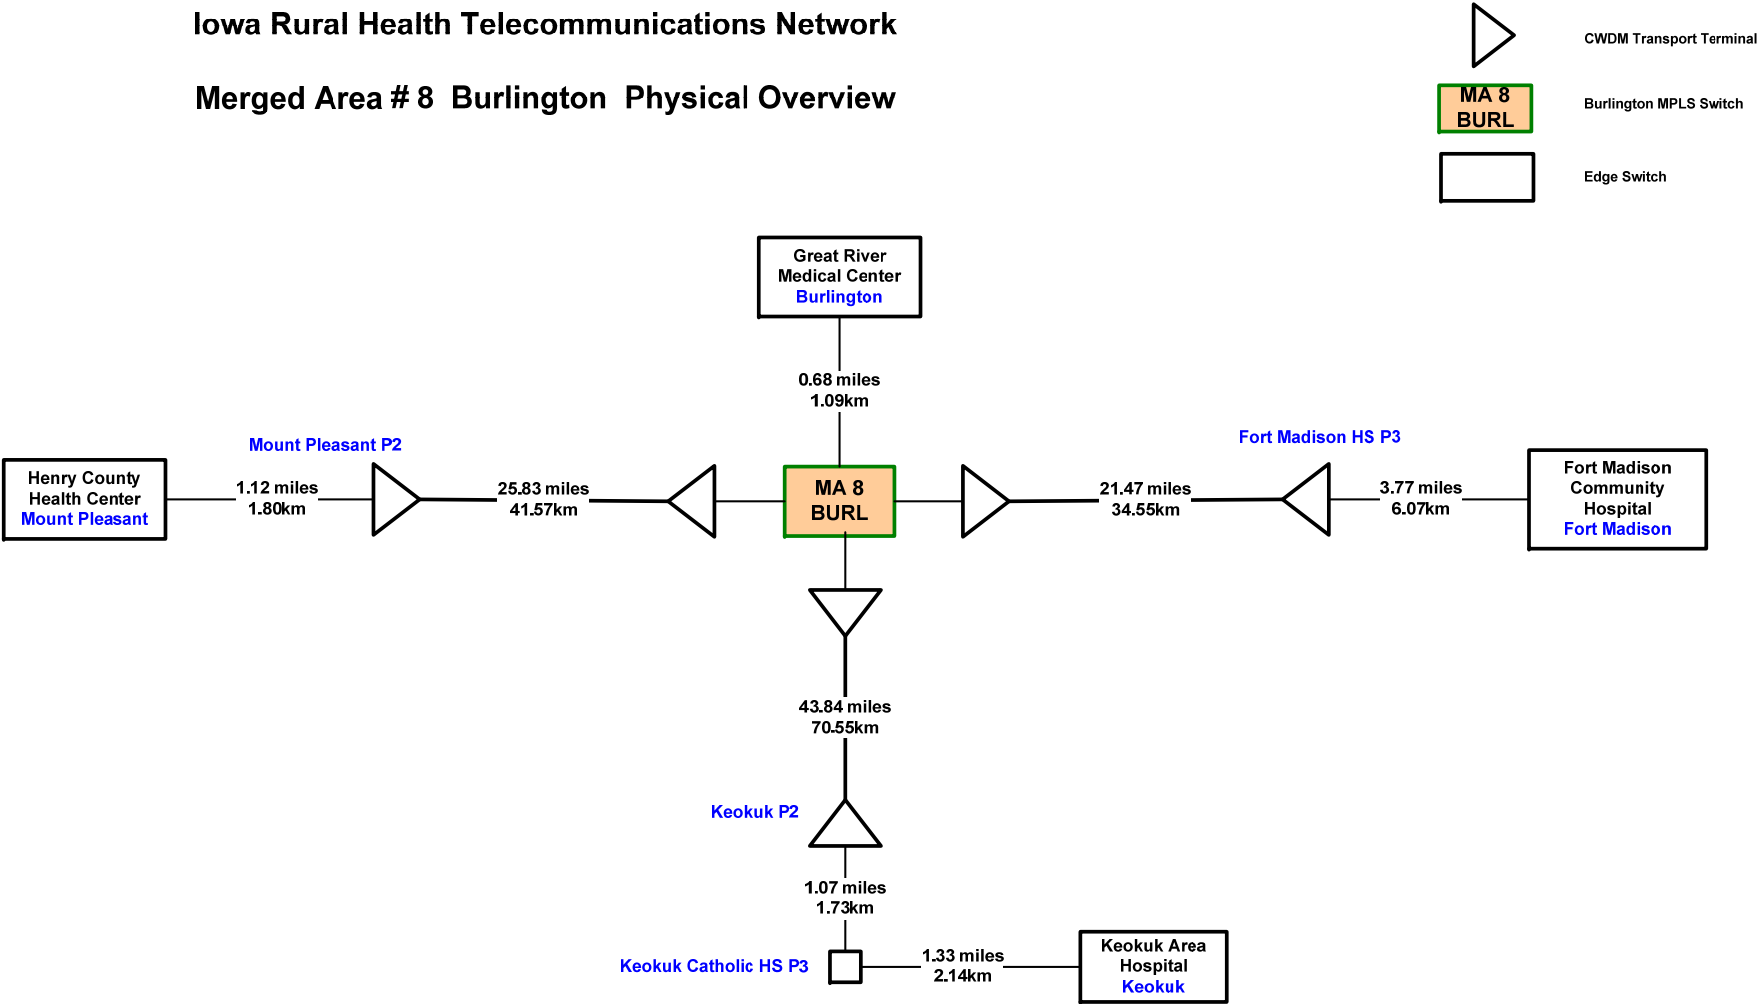 Iowa Rural Health Telecommunications Network
Merged Area # 8 Burlington Physical Overview
CWDM Transport Terminal
MA 8
BURL
Burlington MPLS Switch
Edge Switch
Great River
Medical Center
Burlington
0.68 miles
1.09km
Mount Pleasant P2
Fort Madison HS P3
Henry County
Health Center
Mount Pleasant
1.12 miles
1.80km
25.83 miles
41.57km
MA 8
BURL
21.47 miles
34.55km
3.77 miles
6.07km
Fort Madison
Community
Hospital
Fort Madison
43.84 miles
70.55km
Keokuk P2
1.07 miles
1.73km
Keokuk Catholic HS P3
1.33 miles
2.14km
Keokuk Area
Hospital
Keokuk